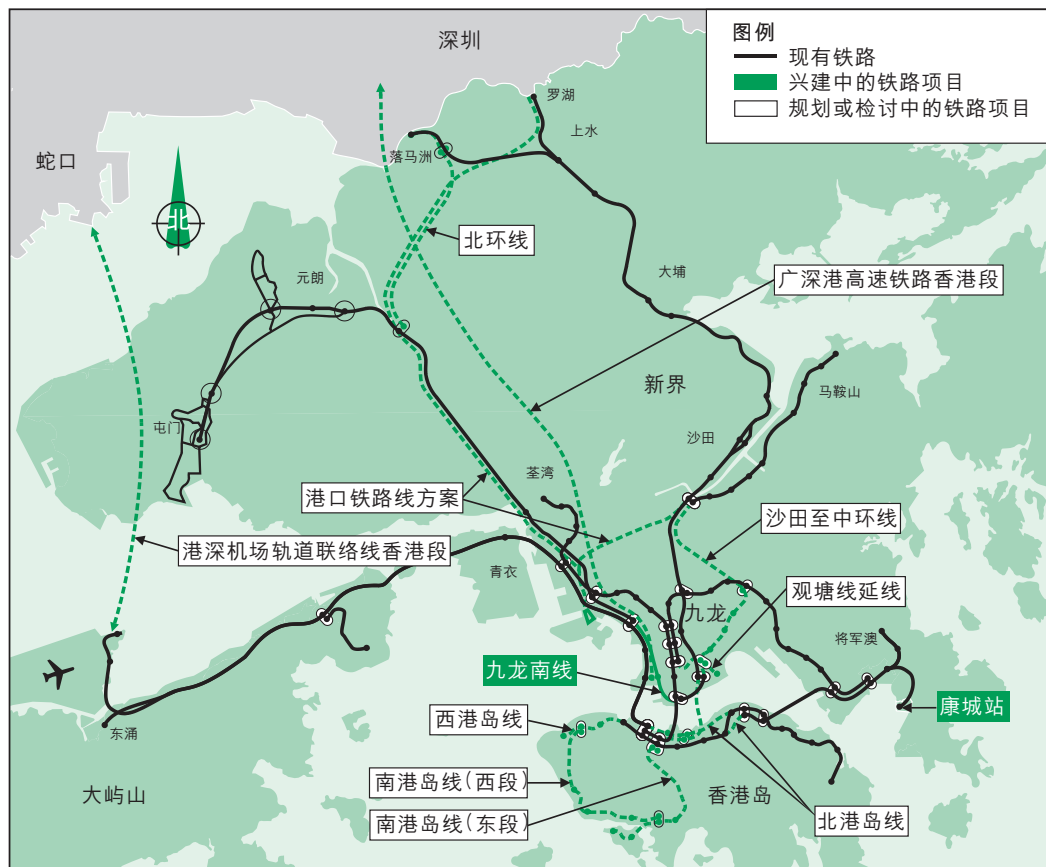 深圳
图例
现有铁路
兴建中的铁路项目
规划或检讨中的铁路项目
罗湖
上水
落马洲
蛇口
北
北环线
大埔
元朗
广深港高速铁路香港段
新界
马鞍山
屯门
沙田
荃湾
港口铁路线方案
沙田至中环线
港深机场轨道联络线香港段
青衣
观塘线延线
九龙
将军澳
九龙南线
康城站
西港岛线
东涌
南港岛线(西段)
大屿山
香港岛
南港岛线(东段)
北港岛线